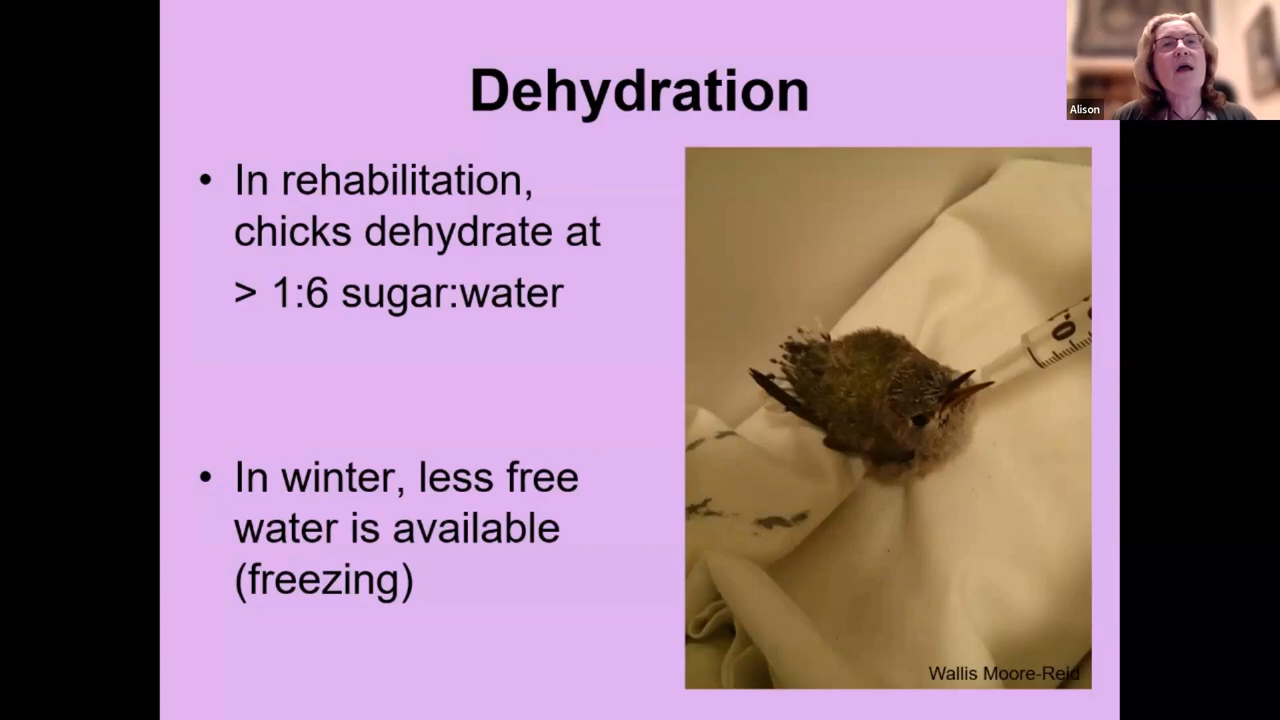 Dehydration
• In rehabilitation,
chicks dehydrate at
> 1:6 sugar:water
• In winter, less free
water is available
(freezing)
Wallis Moore-Reid
Alison